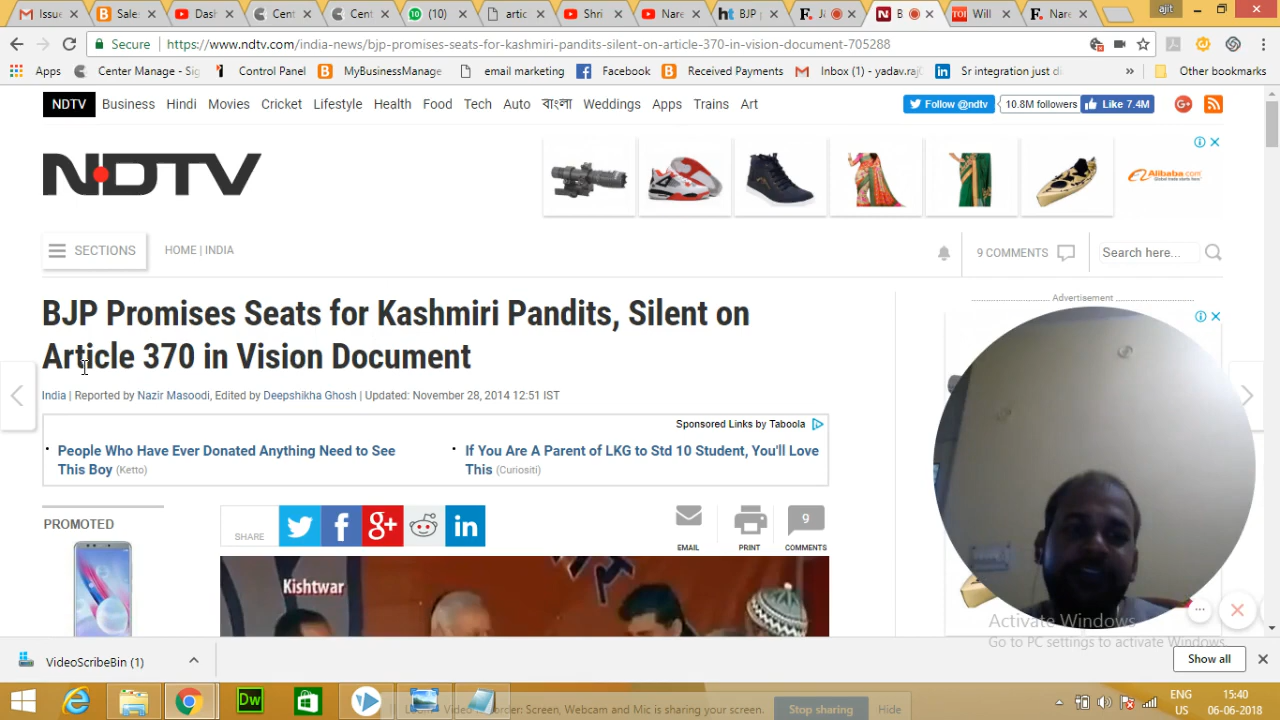 Issue
Sale
Dash
Cent
Cent
(10)
artic
Shri
Nare
BJP
TOI Will
Nare
ajit
Secure https://www.ndtv.com/india-news/bjp-promises-seats-for-kashmiri-pandits-silent-on-article-370-in-vision-document-705288
Apps Center Manage - Sig Control Panel MyBusinessManage email marketing Facebook Received Payments Inbox (1) - yadav.raj( Sr integration just di » Other bookmarks
NDTV Business Hindi Movies Cricket Lifestyle Health Food Tech Auto বাংলা Weddings Apps Trains Art Follow @ndtv 10.8M followers Like 7.4M G+
NDTV
Alibaba.com
Global trade starts here
SECTIONS HOME | INDIA 9 COMMENTS Search here...
Advertisement
BJP Promises Seats for Kashmiri Pandits, Silent on
Article 370 in Vision Document
India | Reported by Nazir Masoodi, Edited by Deepshikha Ghosh | Updated: November 28, 2014 12:51 IST
Sponsored Links by Taboola
People Who Have Ever Donated Anything Need to See
This Boy (Ketto)
If You Are A Parent of LKG to Std 10 Student, You'll Love
This (Curiositi)
PROMOTED
SHARE
g+
in
9
EMAIL PRINT COMMENTS
Kishtwar
Activate Windows
Go to PC settings to activate Windows.
VideoScribeBin (1)
Show all
Dw
Screen, Webcam and Mic is sharing your screen. Stop sharing Hide
ENG
US
15:40
06-06-2018